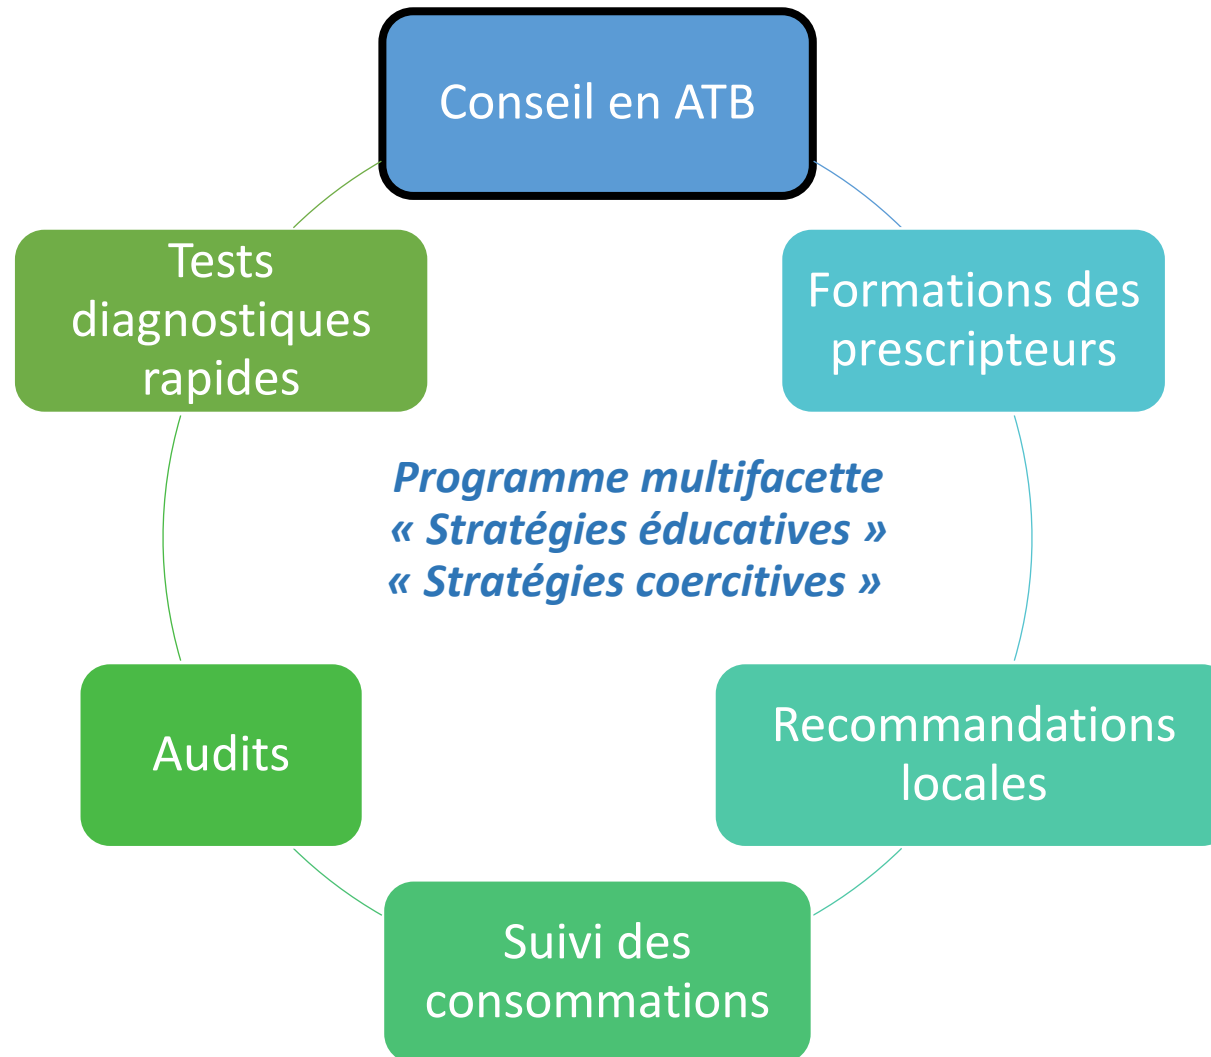 Conseil en ATB
Tests
diagnostiques
rapides
Formations des
prescripteurs
Programme multifacette
« Stratégies éducatives »
« Stratégies coercitives »
Audits
Recommandations
locales
Suivi des
consommations